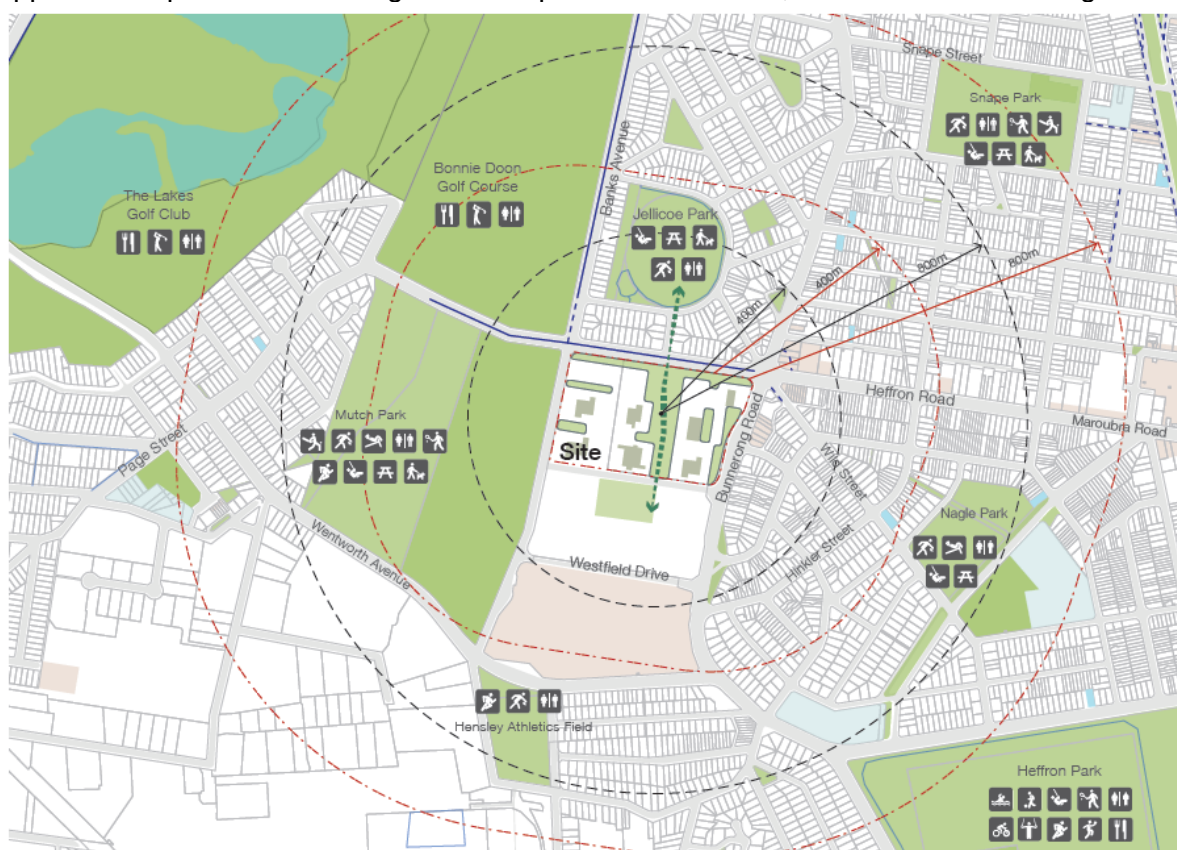 Snape Street
Snape Park
Banks Avenue
Bonnie Doon
Golf Course
The Lakes
Golf Club
Jellicoe Park
400m
400m
800m
800m
Heffron Road
Maroubra Road
Mutch Park
Page Street
Site
Bunnerong Road
Wild Street
Nagle Park
Hinkler Street
Wentworth Avenue
Westfield Drive
Hensley Athletics Field
Heffron Park